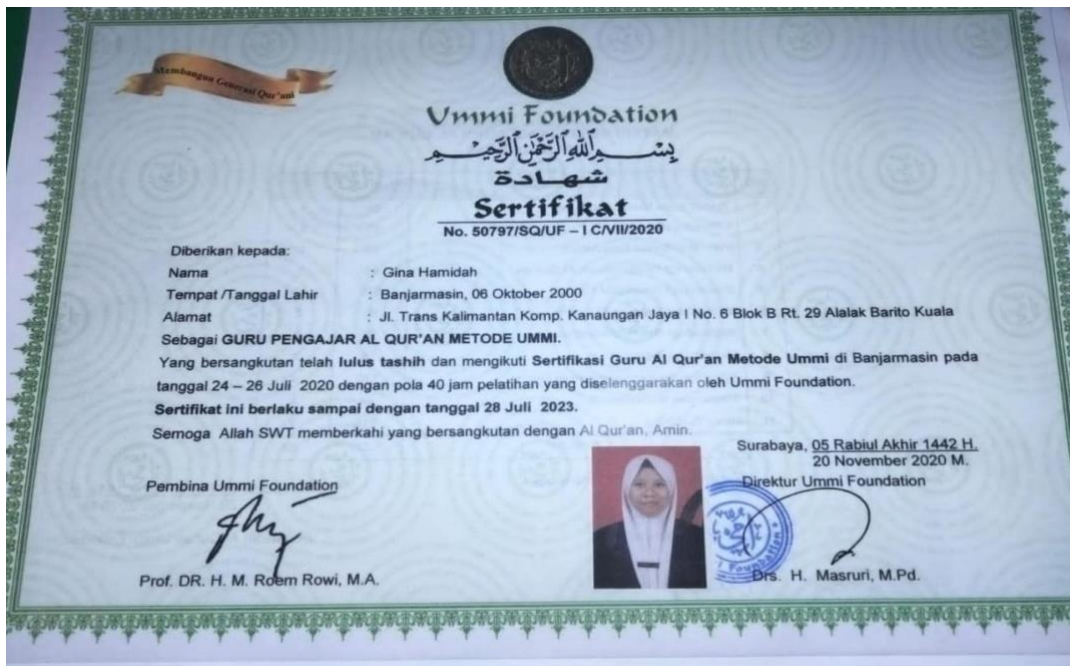 Membangun Generasi Qur'ani
Ummi Foundation
بِسْــــمِ اللهِ الرَّحْمٰنِ الرَّحِيْـــــمِ
شهادة
Sertifikat
No. 50797/SQ/UF – I C/VII/2020
Diberikan kepada:
Nama : Gina Hamidah
Tempat /Tanggal Lahir : Banjarmasin, 06 Oktober 2000
Alamat : Jl. Trans Kalimantan Komp. Kanaungan Jaya I No. 6 Blok B Rt. 29 Alalak Barito Kuala
Sebagai GURU PENGAJAR AL QUR'AN METODE UMMI.
Yang bersangkutan telah lulus tashih dan mengikuti Sertifikasi Guru Al Qur'an Metode Ummi di Banjarmasin pada
tanggal 24 – 26 Juli 2020 dengan pola 40 jam pelatihan yang diselenggarakan oleh Ummi Foundation.
Sertifikat ini berlaku sampai dengan tanggal 28 Juli 2023.
Semoga Allah SWT memberkahi yang bersangkutan dengan Al Qur'an, Amin.
Surabaya, 05 Rabiul Akhir 1442 H.
20 November 2020 M.
Pembina Ummi Foundation
Direktur Ummi Foundation
Prof. DR. H. M. Roem Rowi, M.A.
Drs. H. Masruri, M.Pd.